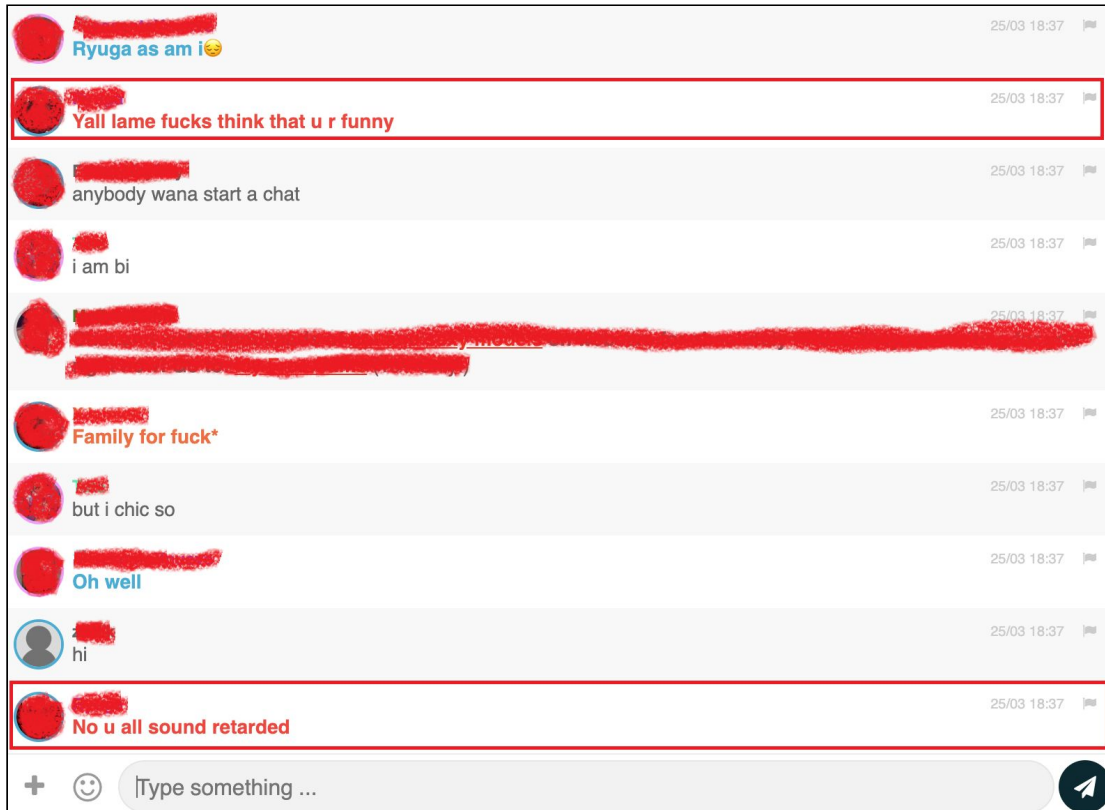 25/03 18:37
Ryuga as am i😔
25/03 18:37
Yall lame fucks think that u r funny
25/03 18:37
anybody wana start a chat
25/03 18:37
i am bi
25/03 18:37
25/03 18:37
Family for fuck*
25/03 18:37
but i chic so
25/03 18:37
Oh well
25/03 18:37
hi
25/03 18:37
No u all sound retarded
Type something ...